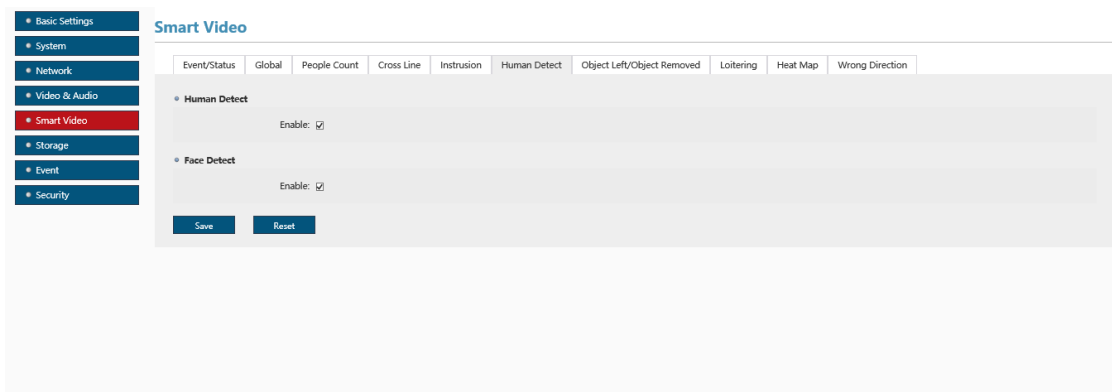 Basic Settings
System
Network
Video & Audio
Smart Video
Storage
Event
Security
Smart Video
Event/Status Global People Count Cross Line Instrusion Human Detect Object Left/Object Removed Loitering Heat Map Wrong Direction
Human Detect
Enable:
Face Detect
Enable:
Save Reset